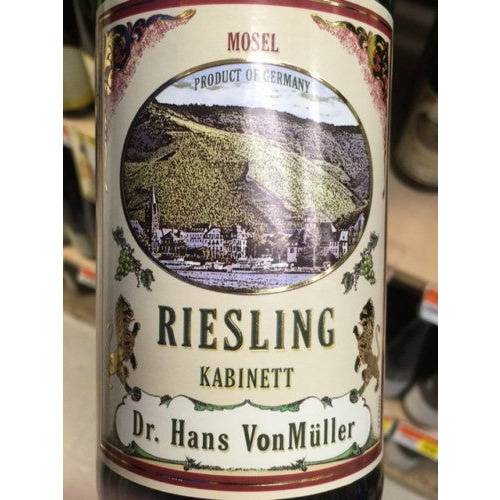 MOSEL
PRODUCT OF GERMANY
RIESLING
KABINETT
Dr. Hans VonMüller